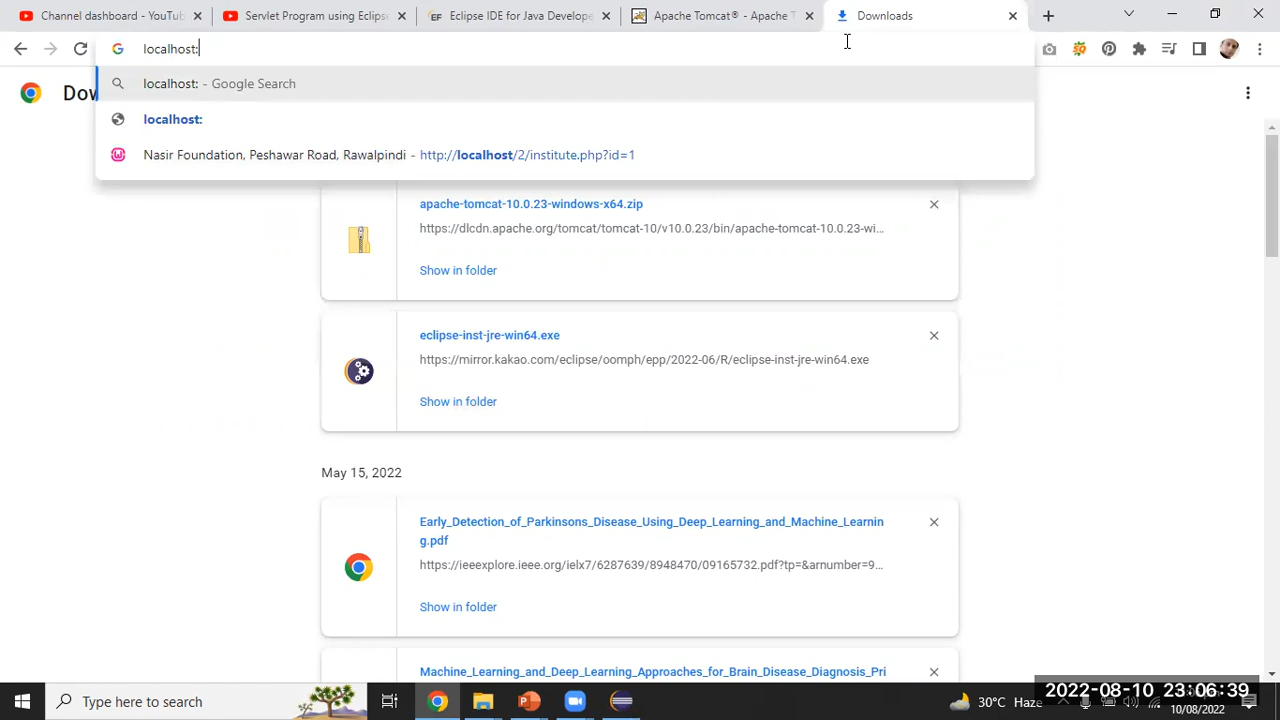 Channel dashboard - YouTub
Servlet Program using Eclipse
Eclipse IDE for Java Develope
Apache Tomcat® - Apache T
Downloads
localhost:
localhost: - Google Search
localhost:
Nasir Foundation, Peshawar Road, Rawalpindi - http://localhost/2/institute.php?id=1
Dow
apache-tomcat-10.0.23-windows-x64.zip
https://dlcdn.apache.org/tomcat/tomcat-10/v10.0.23/bin/apache-tomcat-10.0.23-wi...
Show in folder
eclipse-inst-jre-win64.exe
https://mirror.kakao.com/eclipse/oomph/epp/2022-06/R/eclipse-inst-jre-win64.exe
Show in folder
May 15, 2022
Early_Detection_of_Parkinsons_Disease_Using_Deep_Learning_and_Machine_Learnin
g.pdf
https://ieeexplore.ieee.org/ielx7/6287639/8948470/09165732.pdf?tp=&arnumber=9...
Show in folder
Machine_Learning_and_Deep_Learning_Approaches_for_Brain_Disease_Diagnosis_Pri
Type here to search
30°C Haze
2022-08-10 23:06:39
10/08/2022